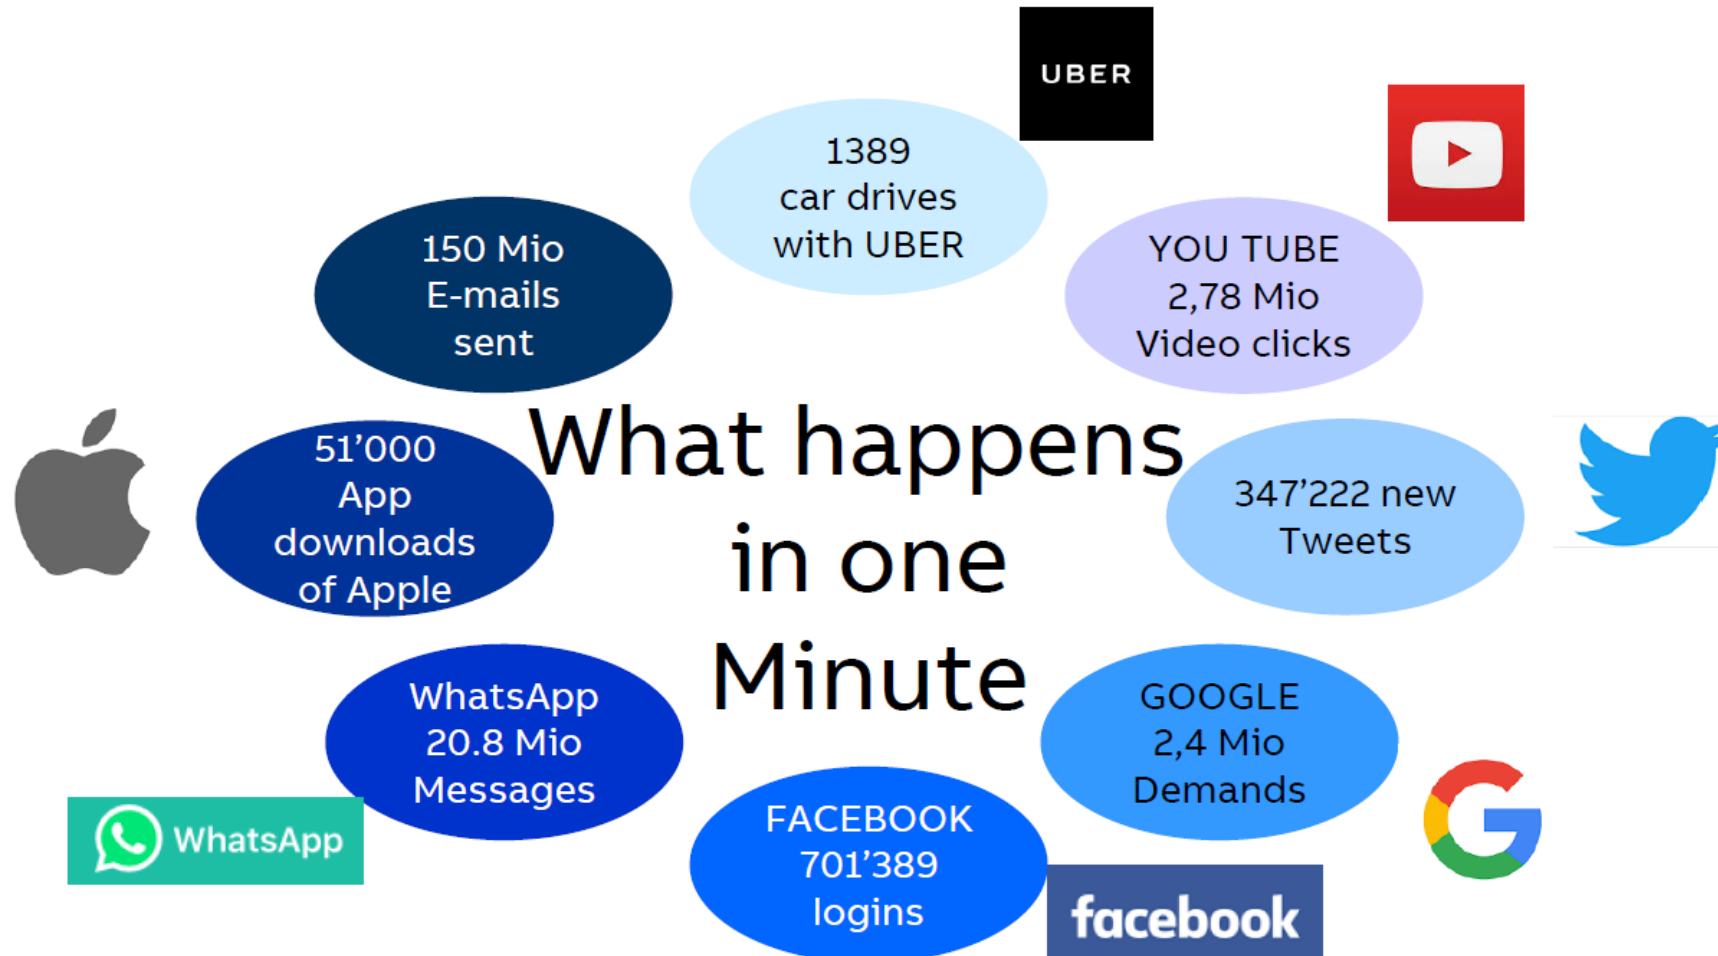 UBER
1389
car drives
with UBER
YOU TUBE
2,78 Mio
Video clicks
150 Mio
E-mails
sent
What happens
in one
Minute
51’000
App
downloads
of Apple
347’222 new
Tweets
WhatsApp
20.8 Mio
Messages
GOOGLE
2,4 Mio
Demands
FACEBOOK
701’389
logins
WhatsApp
facebook